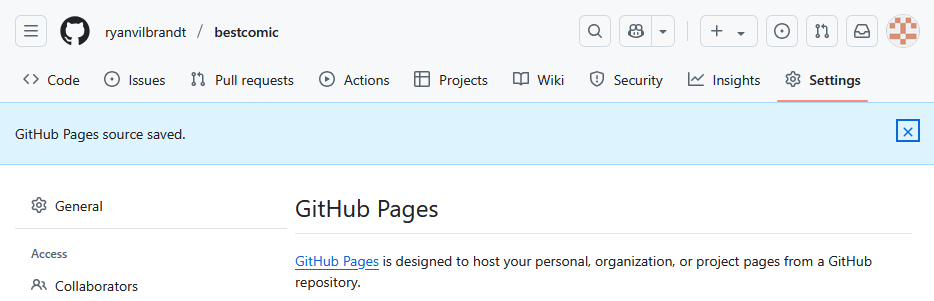 ryanvilbrandt / bestcomic
Code Issues Pull requests Actions Projects Wiki Security Insights Settings
GitHub Pages source saved.
General
GitHub Pages
GitHub Pages is designed to host your personal, organization, or project pages from a GitHub
repository.
Access
Collaborators